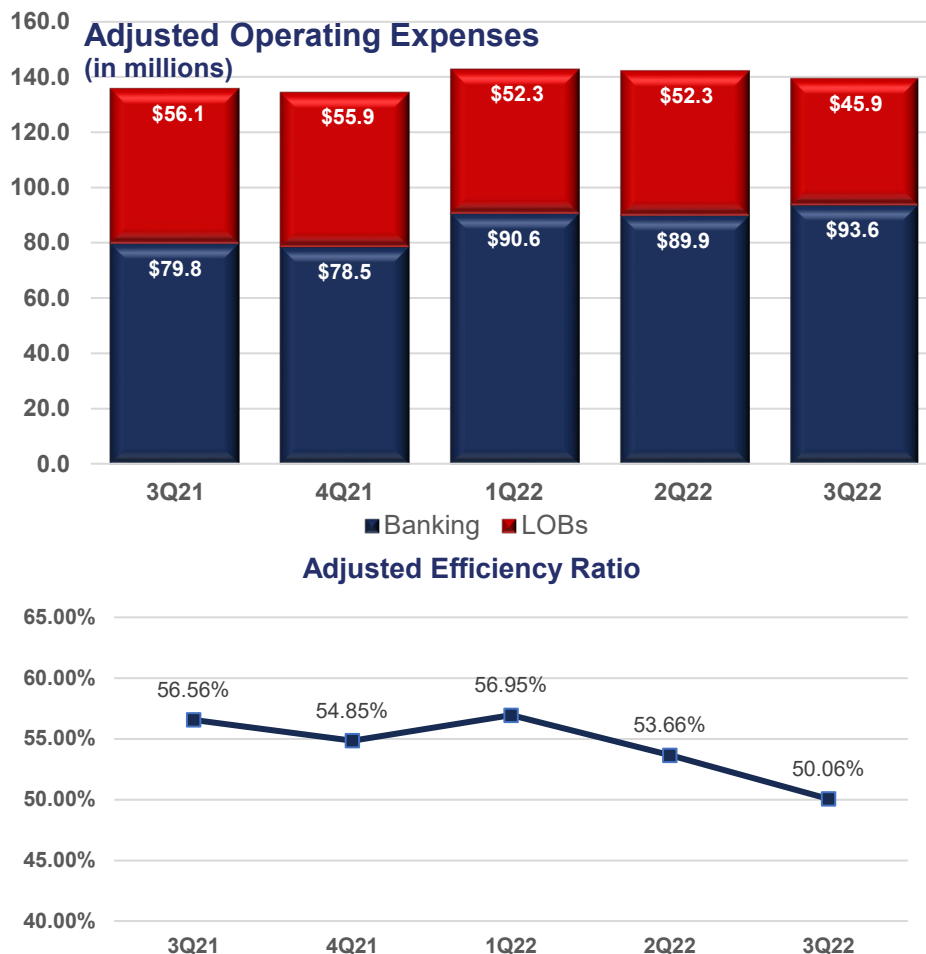 160.0
Adjusted Operating Expenses
(in millions)
140.0
$56.1 $55.9 $52.3 $52.3 $45.9
120.0
100.0
80.0
$79.8 $78.5 $90.6 $89.9 $93.6
60.0
40.0
20.0
0.0
3Q21 4Q21 1Q22 2Q22 3Q22
Banking LOBs
Adjusted Efficiency Ratio
65.00%
60.00%
56.56% 54.85% 56.95% 53.66% 50.06%
55.00%
50.00%
45.00%
40.00%
3Q21 4Q21 1Q22 2Q22 3Q22